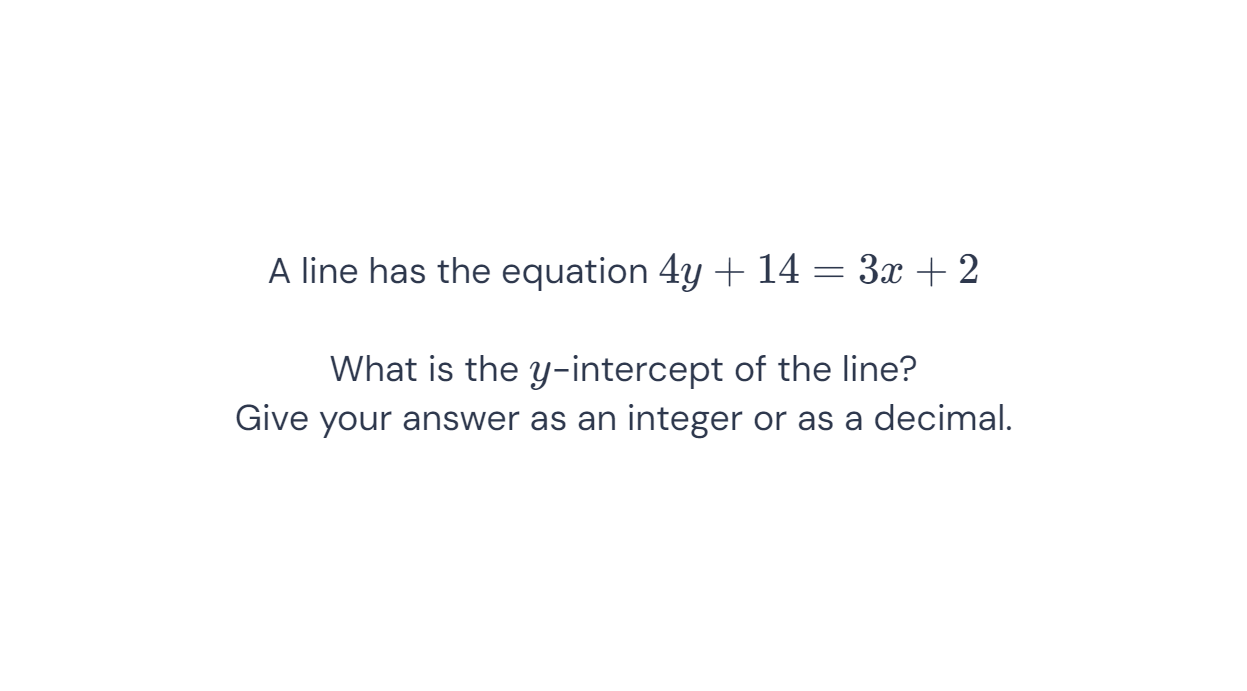 A line has the equation 4y + 14 = 3x + 2
What is the y-intercept of the line?
Give your answer as an integer or as a decimal.